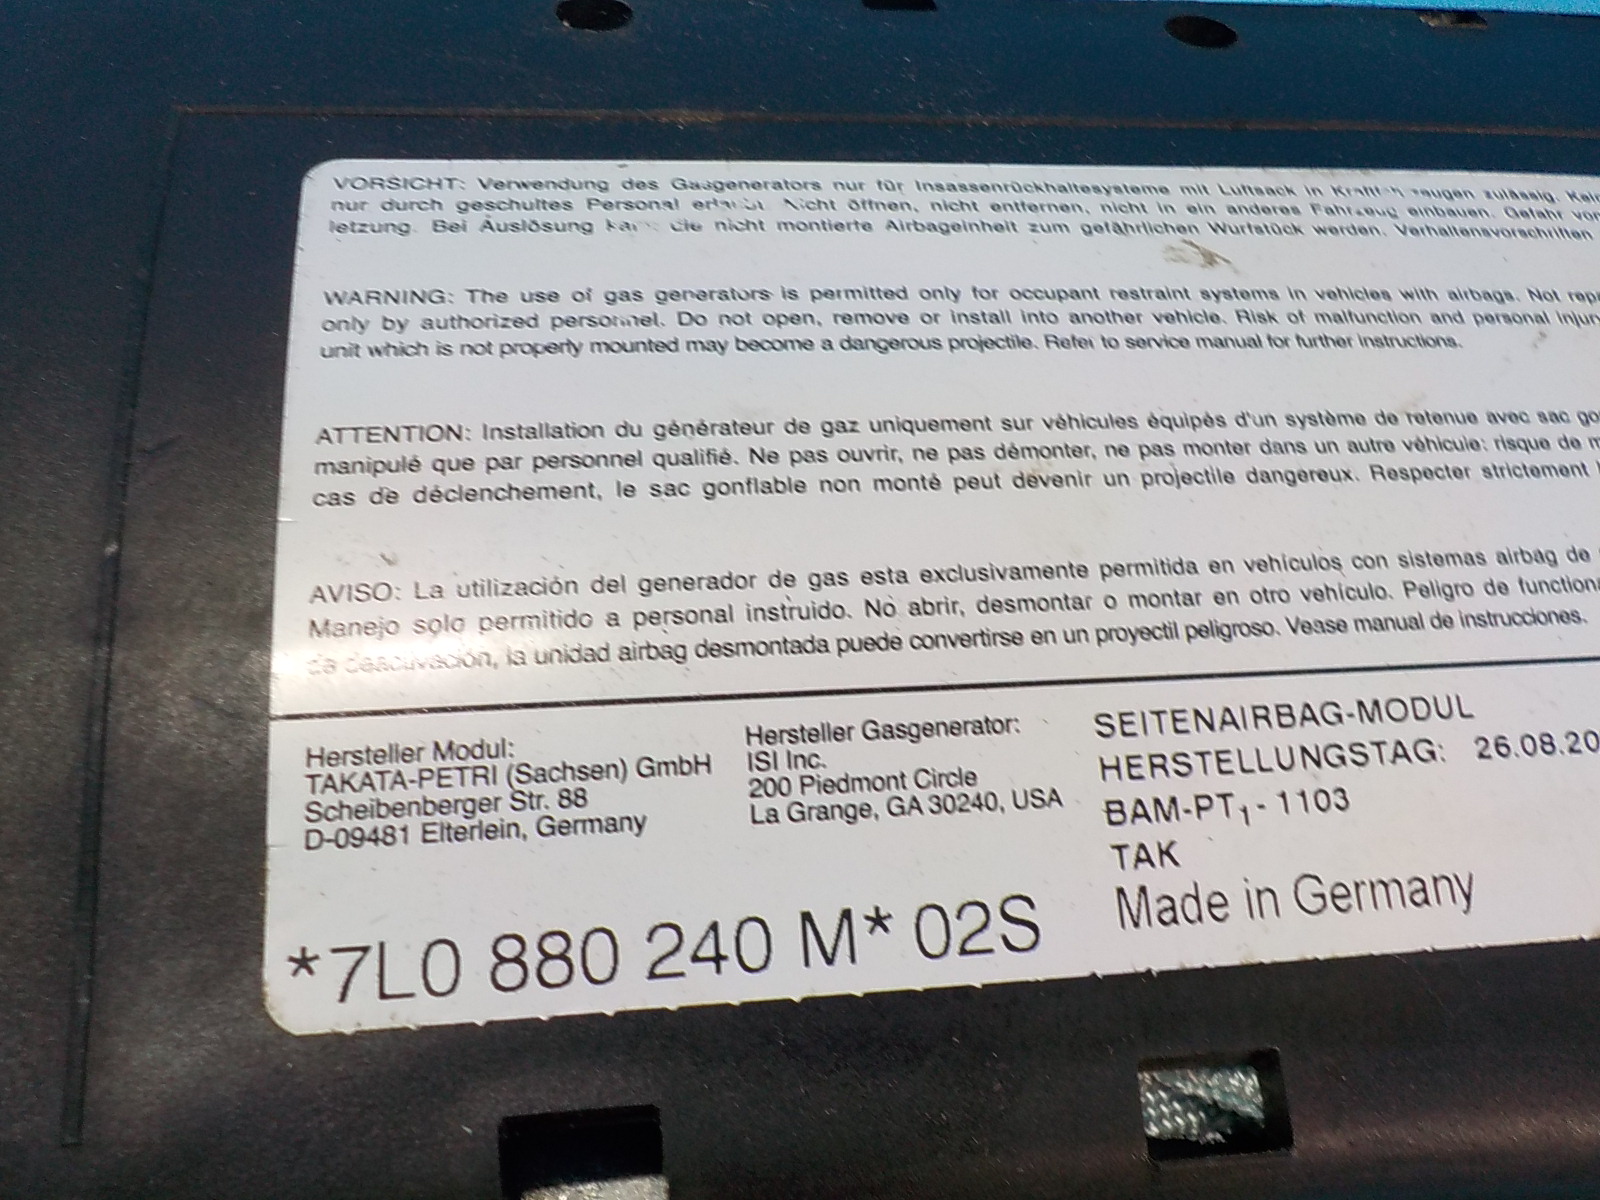 VORSICHT: Verwendung des Gasgenerators nur für Insassenrückhaltesysteme mit Luftsack in zulässig.
nur durch geschultes Personal Nicht öffnen, nicht entfernen, nicht in ein anderes Fahrzeug einbauen. Gefahr von
letzung. Bei Auslösung die nicht montierte Airbageinheit zum gefährlichen Wurfstück werden. Verhaltensvorschriften
WARNING: The use of gas generators is permitted only for occupant restraint systems in vehicles with airbags. Not
only by authorized personnel. Do not open, remove or install into another vehicle. Risk of malfunction and personal
unit which is not properly mounted may become a dangerous projectile. Refer to service manual for further instructions.
ATTENTION: Installation du générateur de gaz uniquement sur véhicules équipés d'un système de retenue avec sac
manipulé que par personnel qualifié. Ne pas ouvrir, ne pas démonter, ne pas monter dans un autre véhicule: risque de
cas de déclenchement, le sac gonflable non monté peut devenir un projectile dangereux. Respecter strictement
AVISO: La utilización del generador de gas esta exclusivamente permitida en vehículos con sistemas airbag de
Manejo solo permitido a personal instruido. No abrir, desmontar o montar en otro vehículo. Peligro de
la unidad airbag desmontada puede convertirse en un proyectil peligroso. Vease manual de instrucciones.
Hersteller Modul:
TAKATA-PETRI (Sachsen) GmbH
Scheibenberger Str. 88
D-09481 Elterlein, Germany
Hersteller Gasgenerator:
ISI Inc.
200 Piedmont Circle
La Grange, GA 30240, USA
SEITENAIRBAG-MODUL
HERSTELLUNGSTAG: 26.08.20
BAM-PT₁- 1103
TAK
Made in Germany
*7L0 880 240 M* 02S